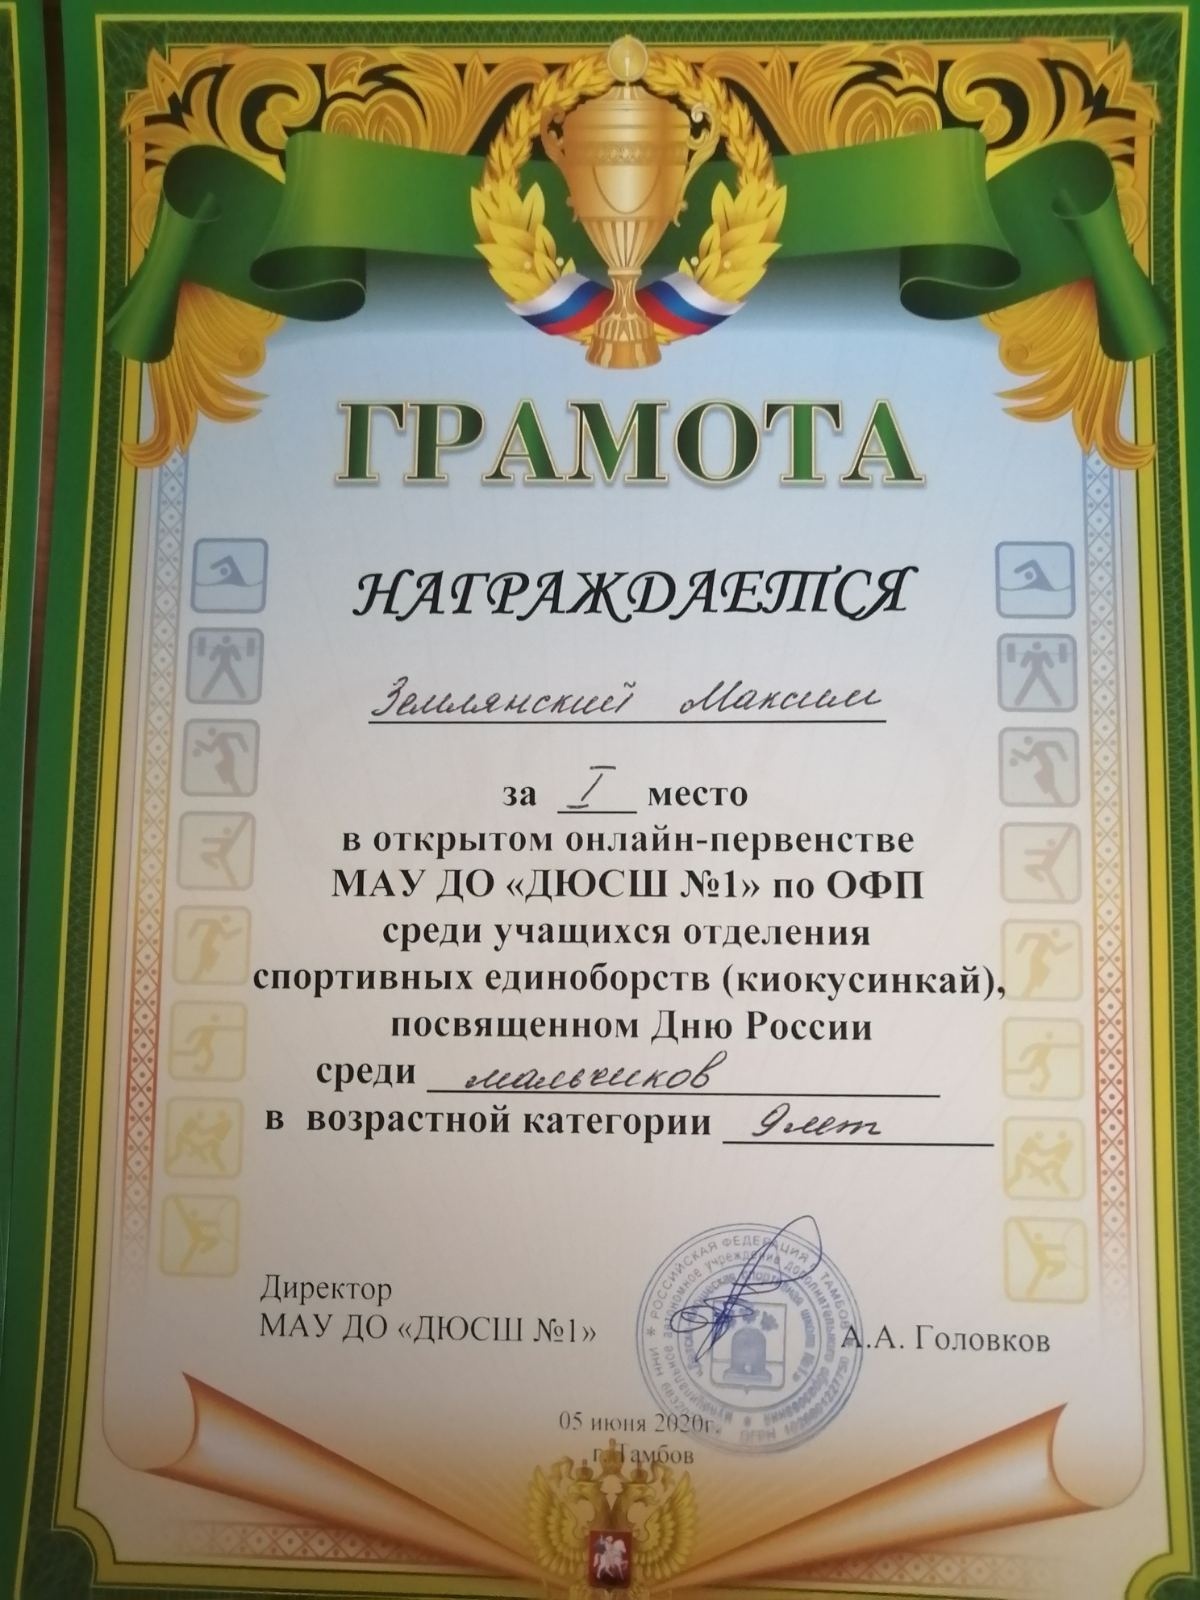 ГРАМОТА
НАГРАЖДАЕТСЯ
Землянский Максим
за I место
в открытом онлайн-первенстве
МАУ ДО «ДЮСШ №1» по ОФП
среди учащихся отделения
спортивных единоборств (киокусинкай),
посвященном Дню России
среди мальчиков
в возрастной категории 9 лет
Директор
МАУ ДО «ДЮСШ №1»
А.А. Головков
РОССИЙСКАЯ ФЕДЕРАЦИЯ
05 июня 2020г.
г. Тамбов